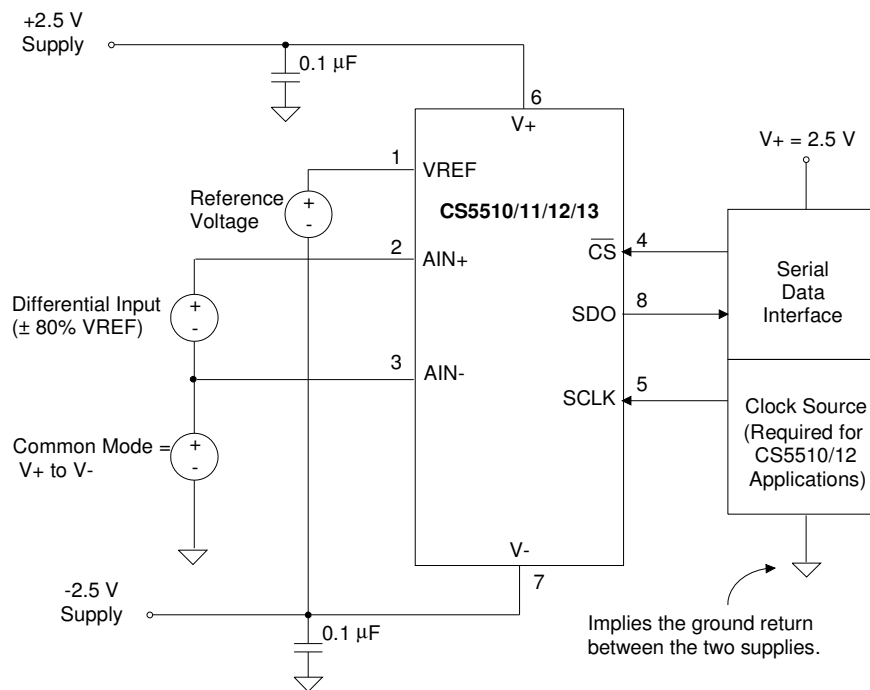 +2.5 V
Supply
0.1 μF
6
V+
V+ = 2.5 V
1
VREF
Reference
Voltage
CS5510/11/12/13
2
AIN+
CS
4
Serial
Data
Interface
Differential Input
(± 80% VREF)
SDO
8
3
AIN-
SCLK
5
Clock Source
(Required for
CS5510/12
Applications)
Common Mode =
V+ to V-
+
-
+
-
+
-
V-
7
-2.5 V
Supply
0.1 μF
Implies the ground return
between the two supplies.